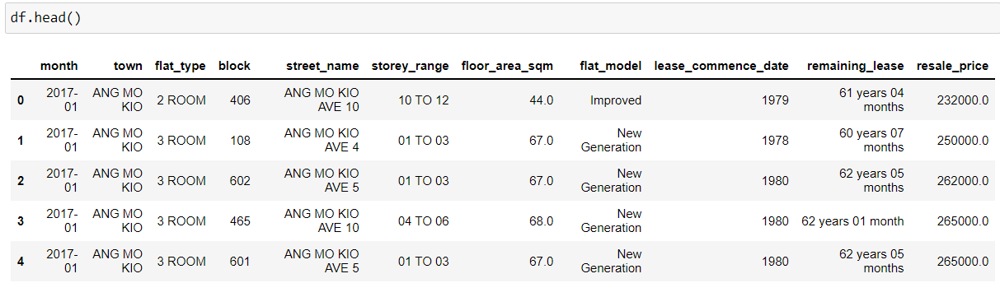 df.head()
month town flat_type block street_name storey_range floor_area_sqm flat_model lease_commence_date remaining_lease resale_price
0 2017-01 ANG MO KIO 2 ROOM 406 ANG MO KIO AVE 10 10 TO 12 44.0 Improved 1979 61 years 04 months 232000.0
1 2017-01 ANG MO KIO 3 ROOM 108 ANG MO KIO AVE 4 01 TO 03 67.0 New Generation 1978 60 years 07 months 250000.0
2 2017-01 ANG MO KIO 3 ROOM 602 ANG MO KIO AVE 5 01 TO 03 67.0 New Generation 1980 62 years 05 months 262000.0
3 2017-01 ANG MO KIO 3 ROOM 465 ANG MO KIO AVE 10 04 TO 06 68.0 New Generation 1980 62 years 01 month 265000.0
4 2017-01 ANG MO KIO 3 ROOM 601 ANG MO KIO AVE 5 01 TO 03 67.0 New Generation 1980 62 years 05 months 265000.0